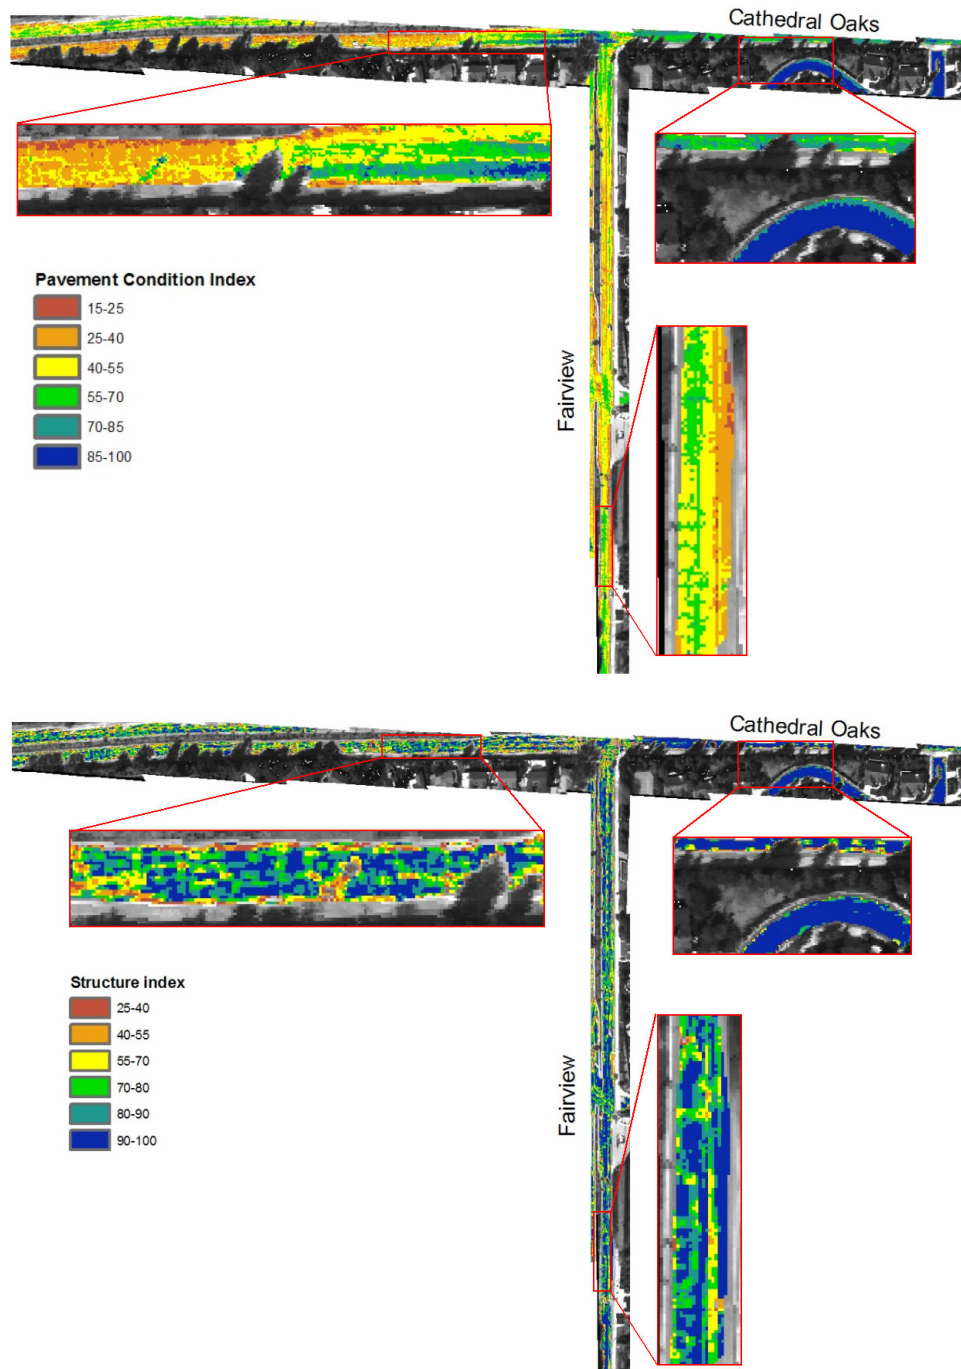 Cathedral Oaks
Pavement Condition Index
15-25
25-40
40-55
55-70
70-85
85-100
Fairview
Cathedral Oaks
Structure index
25-40
40-55
55-70
70-80
80-90
90-100
Fairview